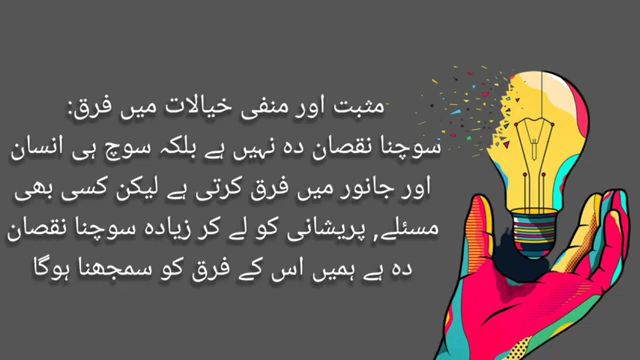 مثبت اور منفی خیالات میں فرق:
سوچنا نقصان دہ نہیں ہے بلکہ سوچ ہی انسان
اور جانور میں فرق کرتی ہے لیکن کسی بھی
مسئلے, پریشانی کو لے کر زیادہ سوچنا نقصان
دہ ہے ہمیں اس کے فرق کو سمجھنا ہوگا